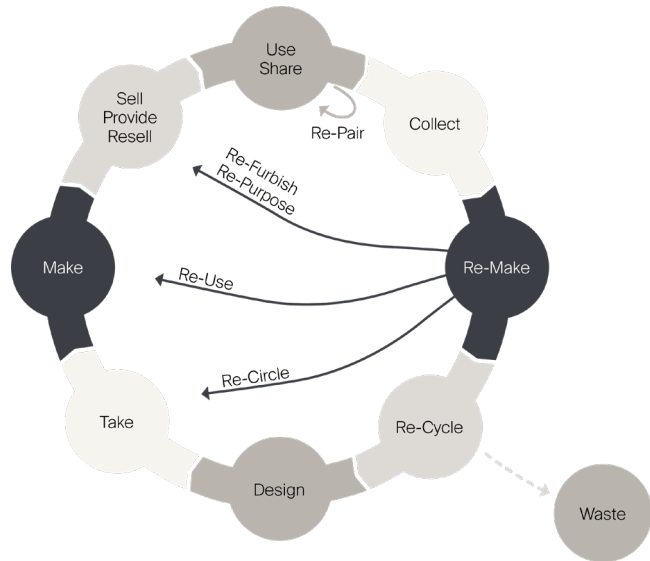 Use
Share
Sell
Provide
Resell
Collect
Re-Pair
Re-Furbish
Re-Purpose
Make
Re-Use
Re-Make
Re-Circle
Take
Re-Cycle
Design
Waste